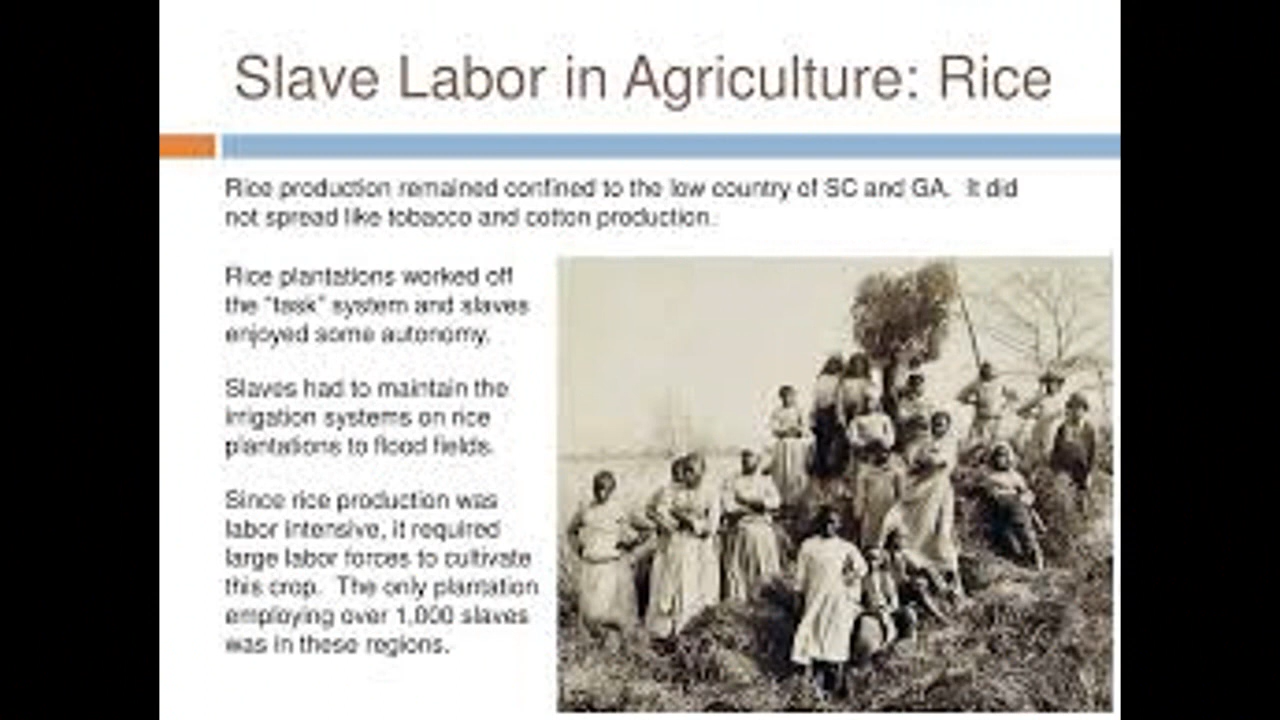 Slave Labor in Agriculture: Rice
Rice production remained confined to the low country of SC and GA. It did
not spread like tobacco and cotton production.
Rice plantations worked off
the "task" system and slaves
enjoyed some autonomy.
Slaves had to maintain the
irrigation systems on rice
plantations to flood fields.
Since rice production was
labor intensive, it required
large labor forces to cultivate
this crop. The only plantation
employing over 1,000 slaves
was in these regions.